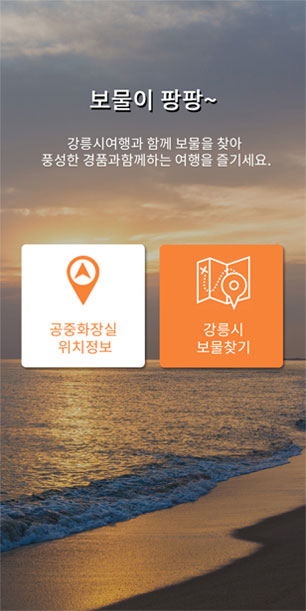 보물이 팡팡~
강릉시여행과 함께 보물을 찾아
풍성한 경품과함께하는 여행을 즐기세요.
공중화장실
위치정보
강릉시
보물찾기